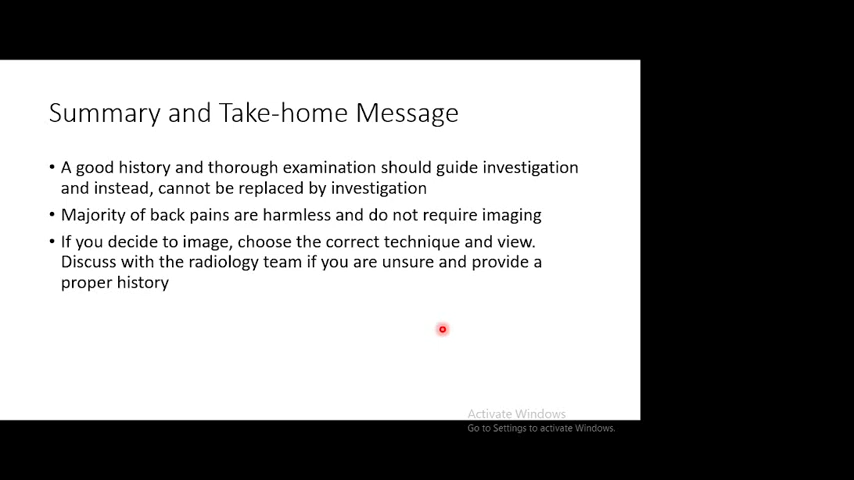 Summary and Take-home Message
• A good history and thorough examination should guide investigation
and instead, cannot be replaced by investigation
• Majority of back pains are harmless and do not require imaging
• If you decide to image, choose the correct technique and view.
Discuss with the radiology team if you are unsure and provide a
proper history
Activate Windows
Go to Settings to activate Windows.